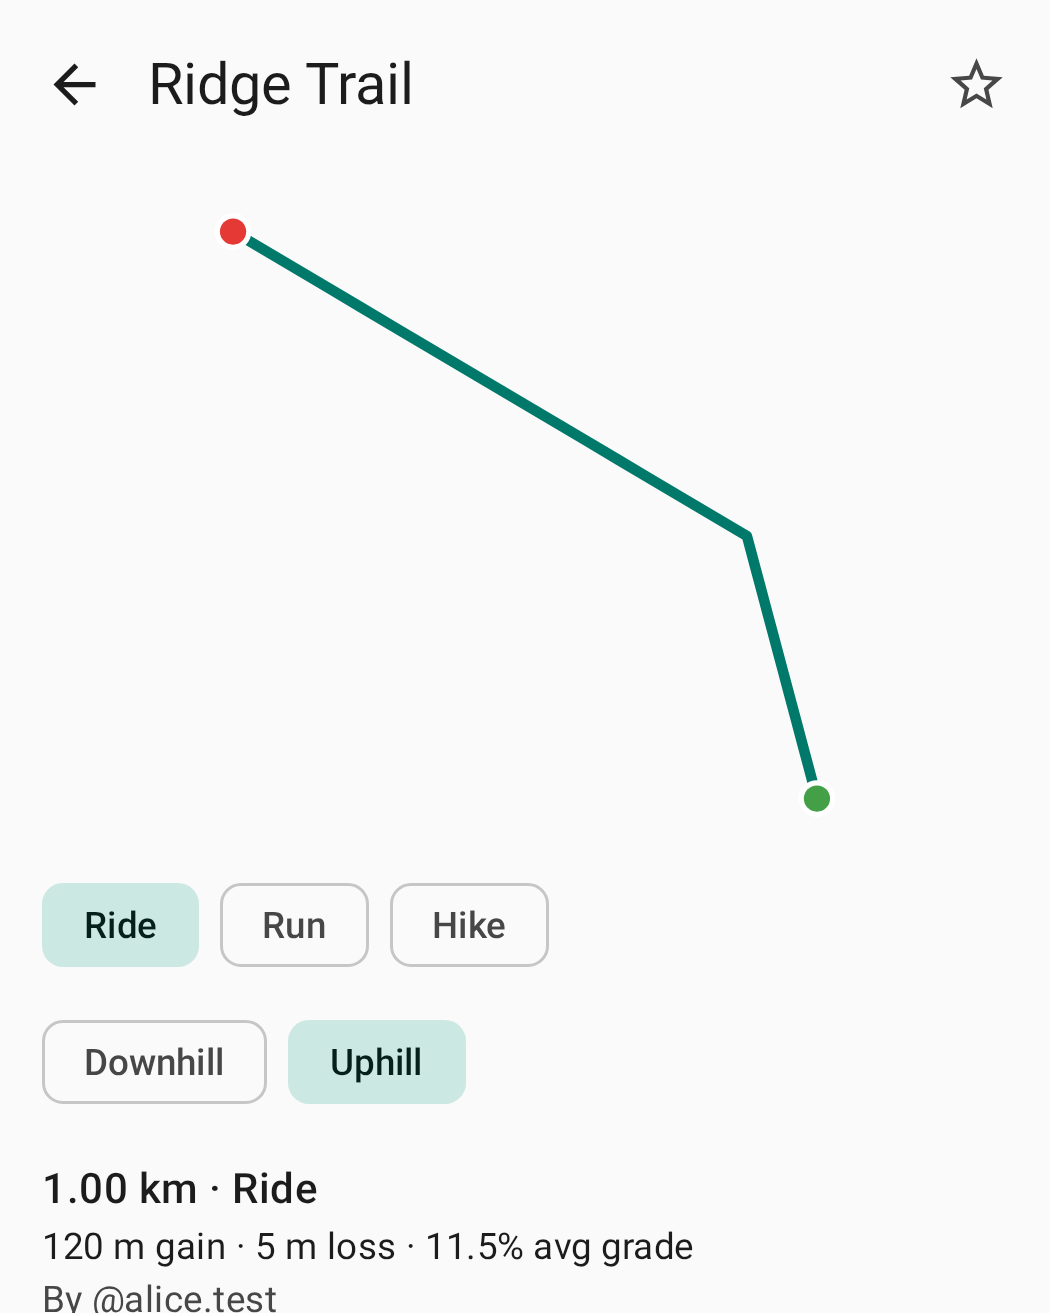 Ridge Trail
Ride
Run
Hike
Downhill
Uphill
1.00 km · Ride
120 m gain · 5 m loss · 11.5% avg grade
By @alice.test